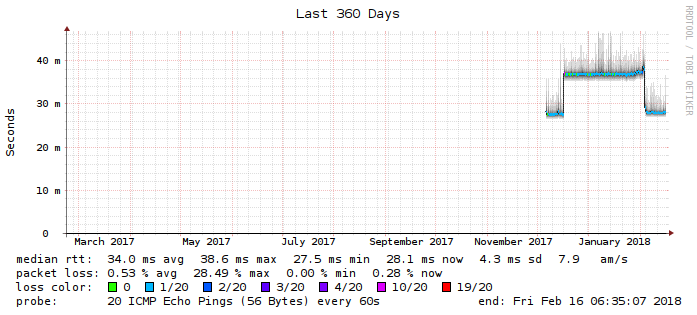 Last 360 Days
RRDTOOL / TOBI OETIKER
Seconds
40 m
30 m
20 m
10 m
0
March 2017 May 2017 July 2017 September 2017 November 2017 January 2018
median rtt: 34.0 ms avg 38.6 ms max 27.5 ms min 28.1 ms now 4.3 ms sd 7.9 am/s
packet loss: 0.53 % avg 28.49 % max 0.00 % min 0.28 % now
loss color: 0 1/20 2/20 3/20 4/20 10/20 19/20
probe: 20 ICMP Echo Pings (56 Bytes) every 60s end: Fri Feb 16 06:35:07 2018